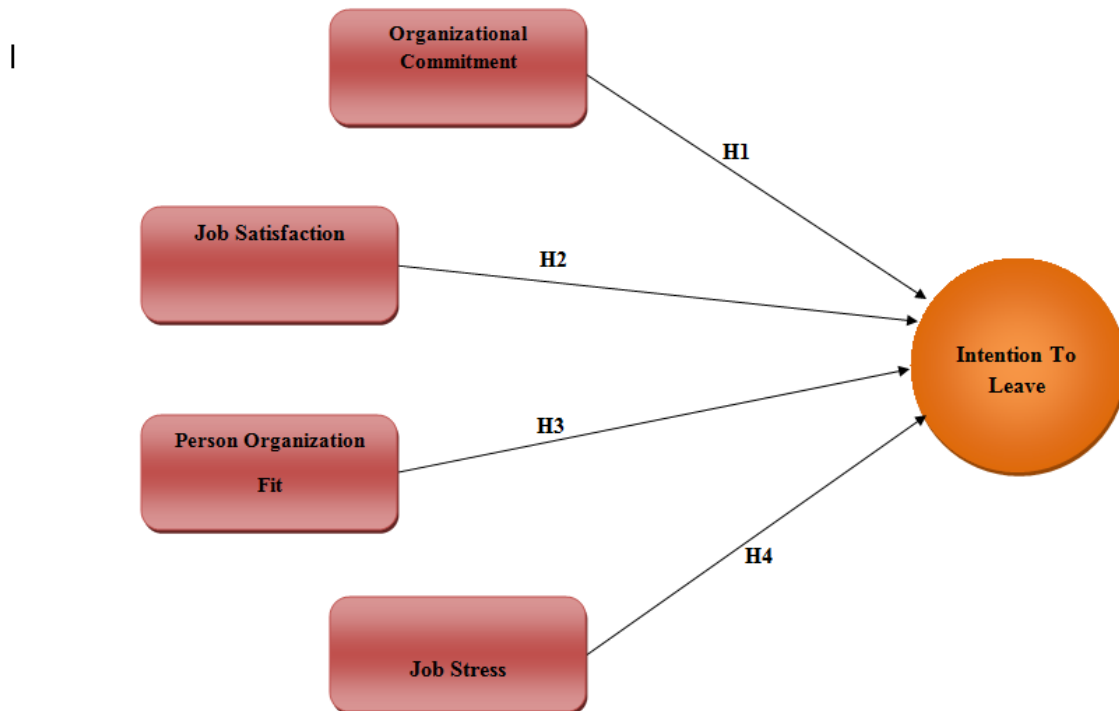 Organizational
Commitment
H1
Job Satisfaction
H2
Intention To
Leave
Person Organization
Fit
H3
H4
Job Stress